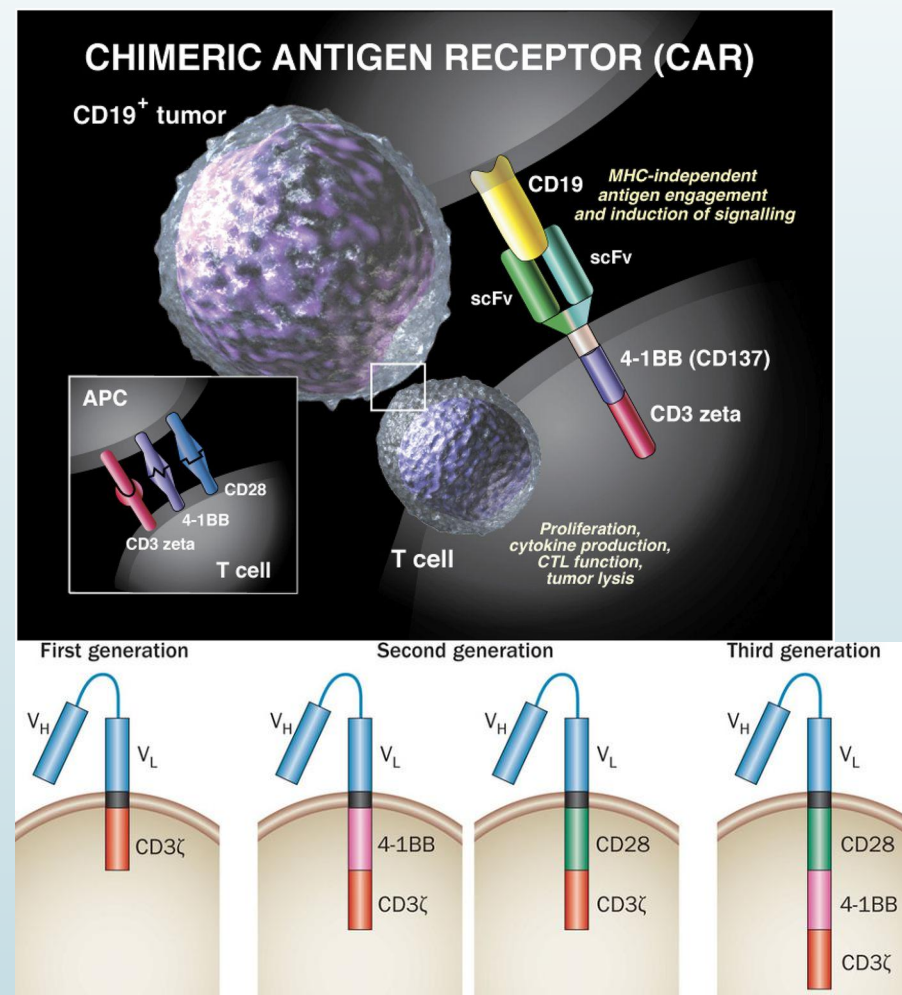 CHIMERIC ANTIGEN RECEPTOR (CAR)
CD19+ tumor
CD19
MHC-independent
antigen engagement
and induction of signalling
scFv
scFv
4-1BB (CD137)
CD3 zeta
APC
CD28
4-1BB
CD3 zeta
T cell
T cell
Proliferation,
cytokine production,
CTL function,
tumor lysis
First generation
Second generation
Third generation
VH
VL
CD3ζ
VH
VL
4-1BB
CD3ζ
VH
VL
CD28
CD3ζ
VH
VL
CD28
4-1BB
CD3ζ